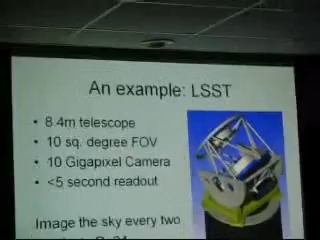 An example: LSST
• 8.4m telescope
• 10 sq. degree FOV
• 10 Gigapixel Camera
• <5 second readout
Image the sky every two